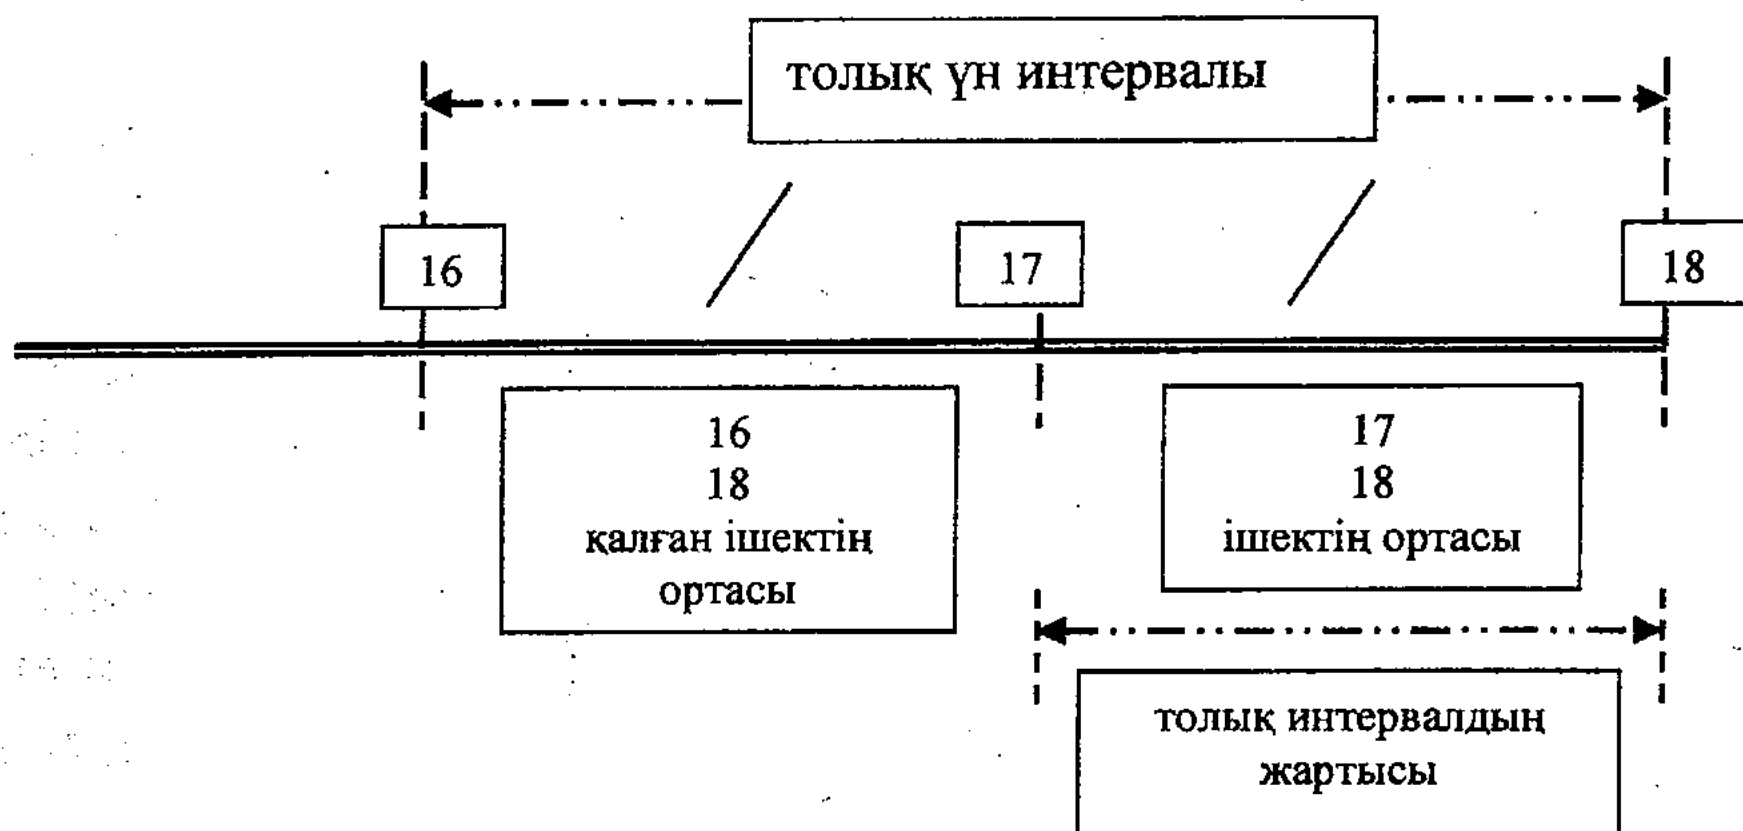 толық үн интервалы
16
17
18
16
18
қалған ішектің
ортасы
17
18
ішектің ортасы
толық интервалдың
жартысы